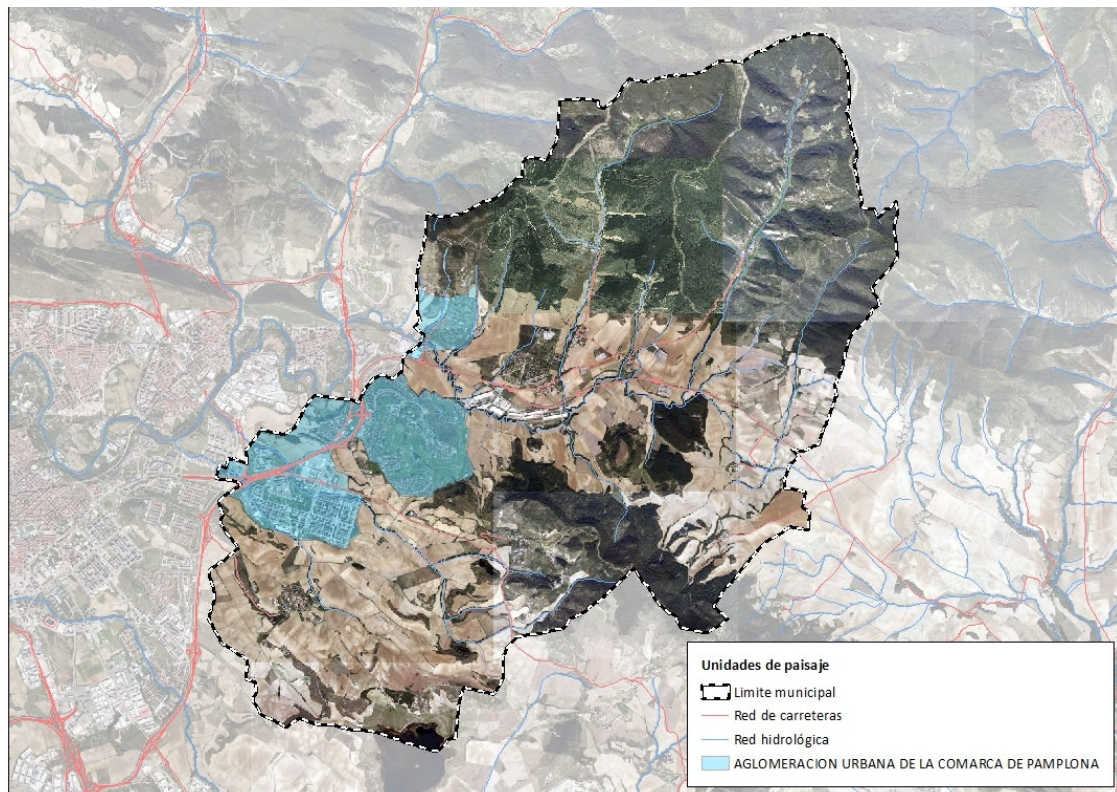 Unidades de paisaje
Limite municipal
Red de carreteras
Red hidrológica
AGLOMERACION URBANA DE LA COMARCA DE PAMPLONA